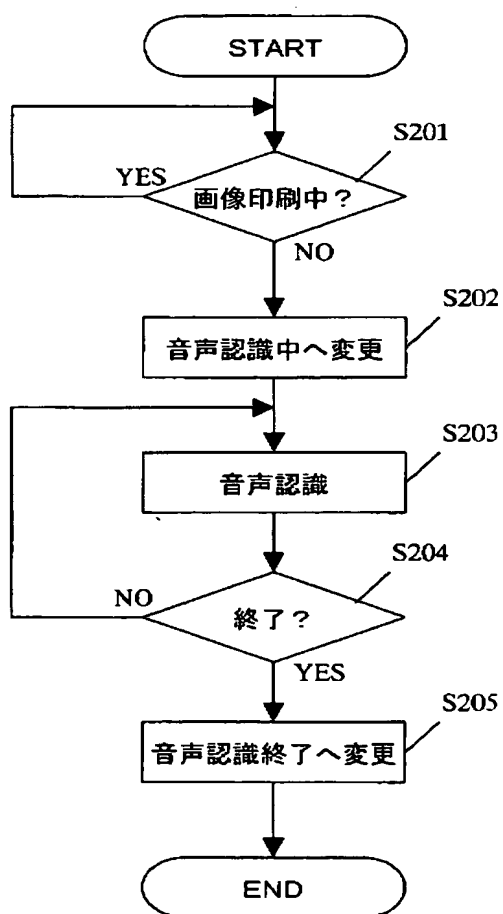 START
S201
YES
画像印刷中？
NO
S202
音声認識中へ変更
S203
音声認識
S204
NO
終了？
YES
S205
音声認識終了へ変更
END